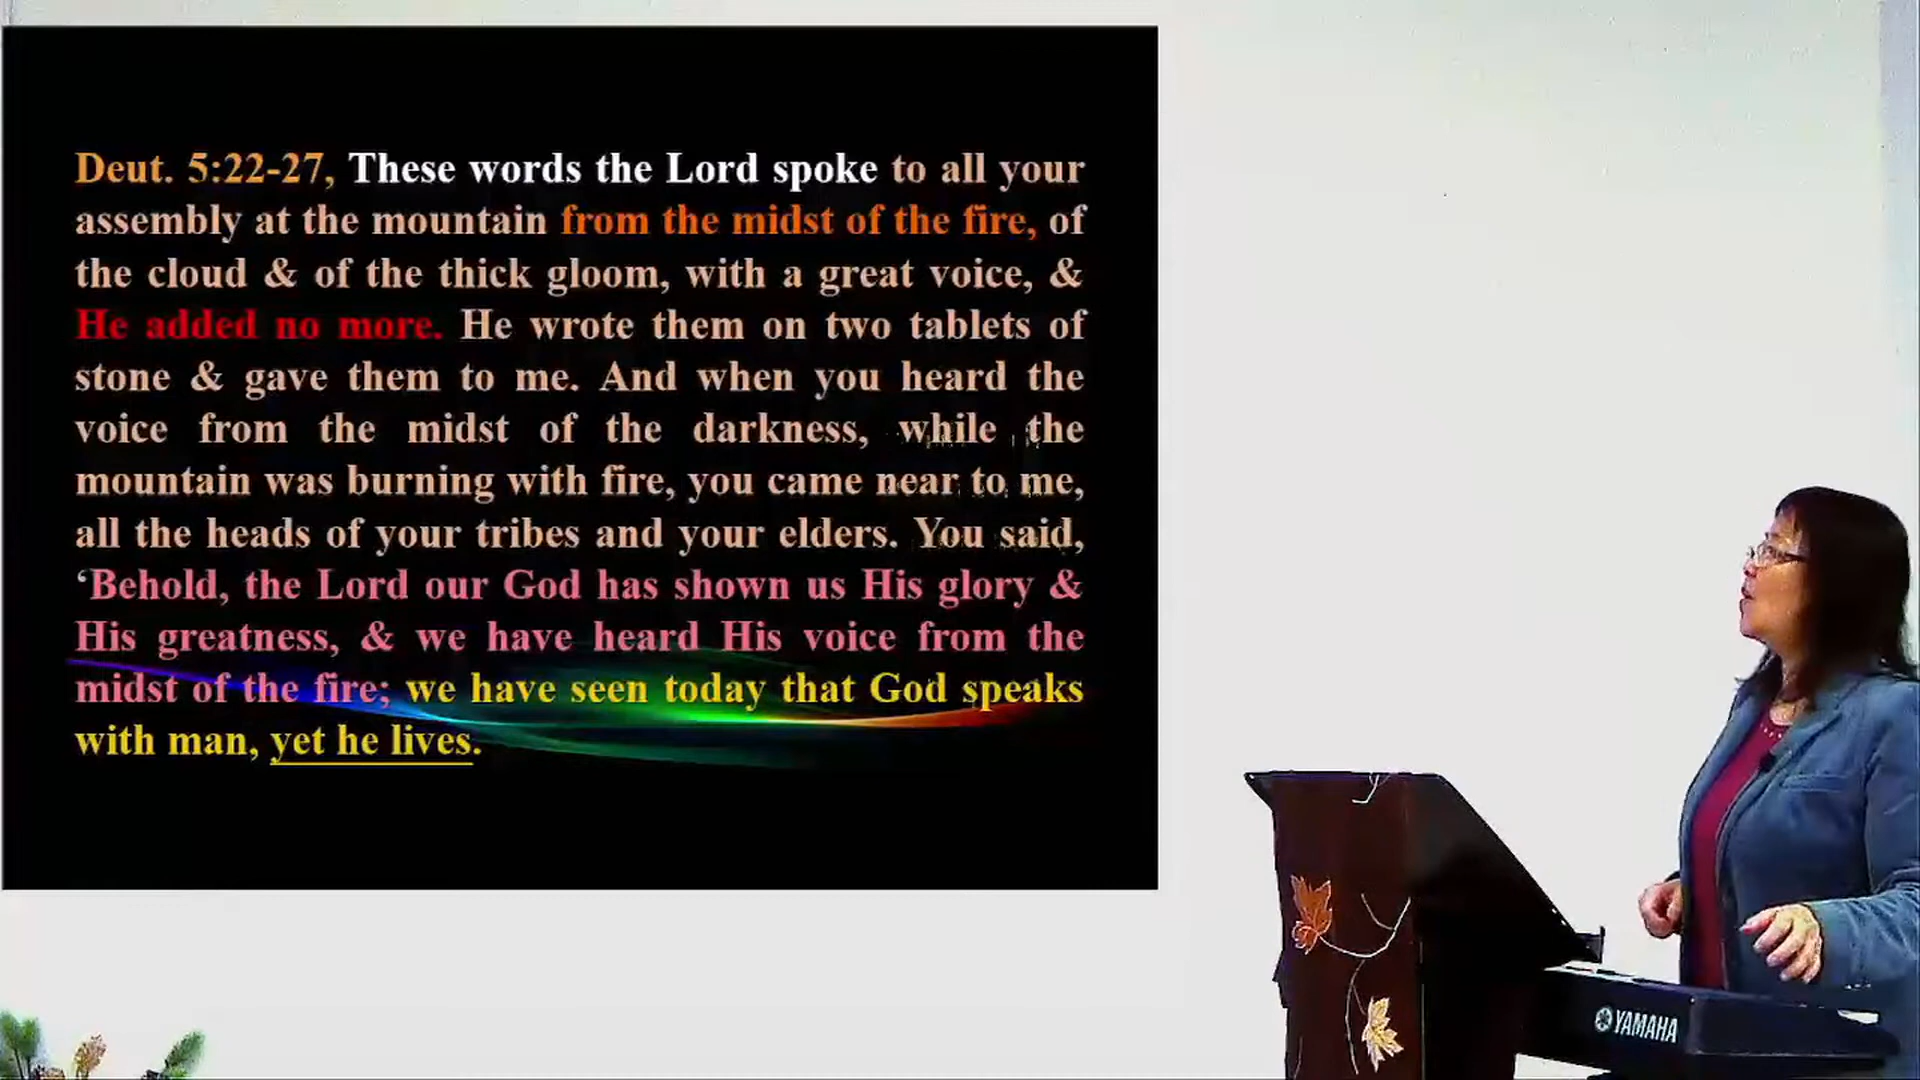 Deut. 5:22-27, These words the Lord spoke to all your
assembly at the mountain from the midst of the fire, of
the cloud & of the thick gloom, with a great voice, &
He added no more. He wrote them on two tablets of
stone & gave them to me. And when you heard the
voice from the midst of the darkness, while the
mountain was burning with fire, you came near to me,
all the heads of your tribes and your elders. You said,
‘Behold, the Lord our God has shown us His glory &
His greatness, & we have heard His voice from the
midst of the fire; we have seen today that God speaks
with man, yet he lives.
YAMAHA